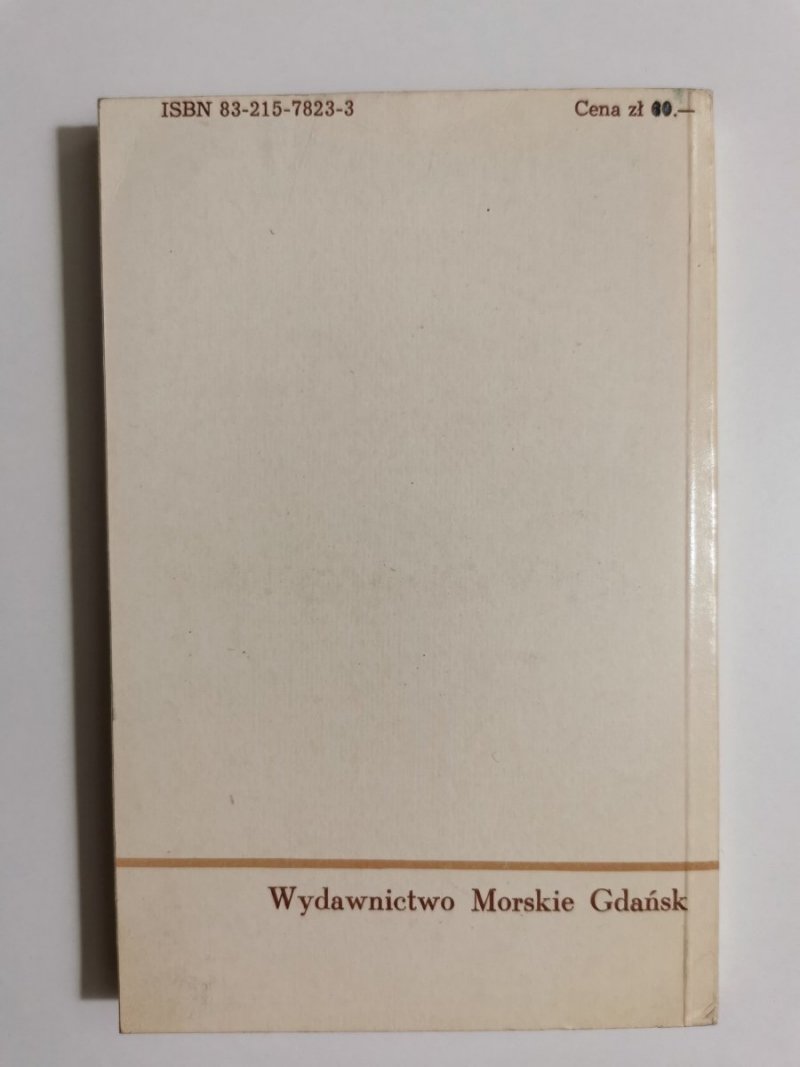 ISBN 83-215-7823-3
Cena zł 60.—
Wydawnictwo Morskie Gdańsk